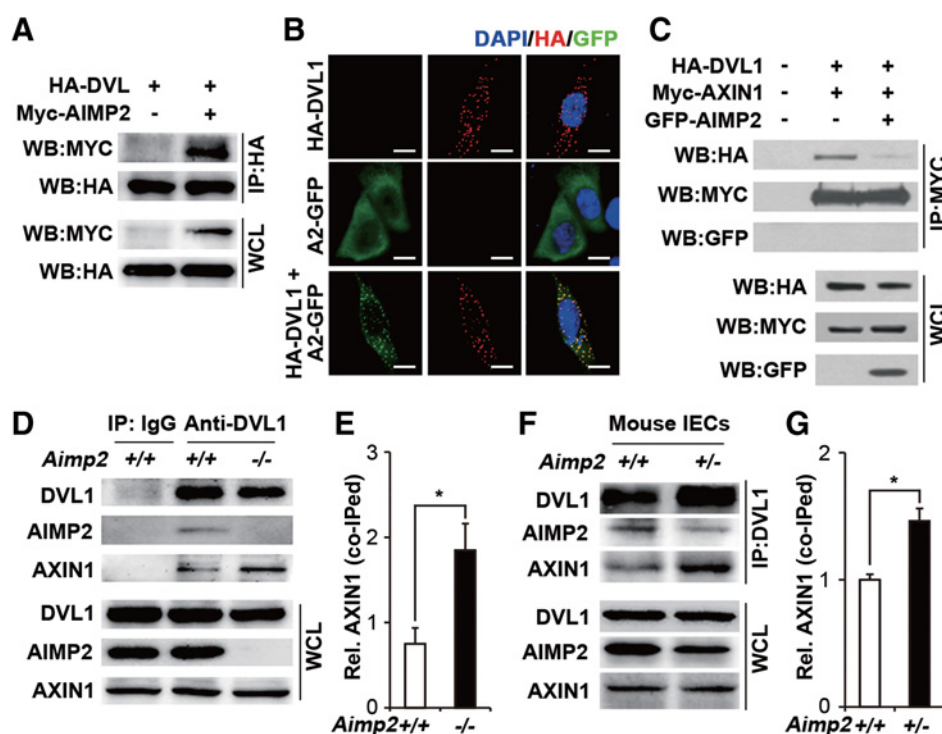 A
HA-DVL + +
Myc-AIMP2 - +
WB:MYC
WB:HA
IP:HA
WB:MYC
WB:HA
WCL
B
DAPI/HA/GFP
HA-DVL1
A2-GFP
HA-DVL1 +
A2-GFP
C
HA-DVL1 - + +
Myc-AXIN1 - + +
GFP-AIMP2 - - +
WB:HA
WB:MYC
WB:GFP
IP:MYC
WB:HA
WB:MYC
WB:GFP
WCL
D
IP: IgG Anti-DVL1
Aimp2 +/+ +/+ -/-
DVL1
AIMP2
AXIN1
DVL1
AIMP2
AXIN1
WCL
E
Rel. AXIN1 (co-IPed)
3
2
1
0
*
Aimp2 +/+ -/-
F
Mouse IECs
Aimp2 +/+ +/-
DVL1
AIMP2
AXIN1
IP:DVL1
DVL1
AIMP2
AXIN1
WCL
G
Rel. AXIN1 (co-IPed)
2
1
0
*
Aimp2 +/+ +/-